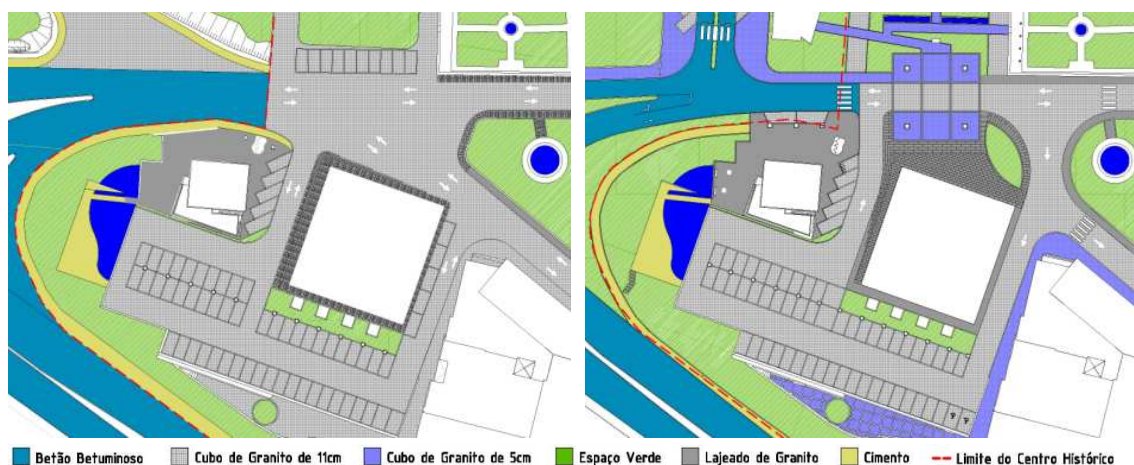 Betão Betuminoso Cubo de Granito de 11cm Cubo de Granito de 5cm Espaço Verde Lajeado de Granito Cimento Limite do Centro Histórico